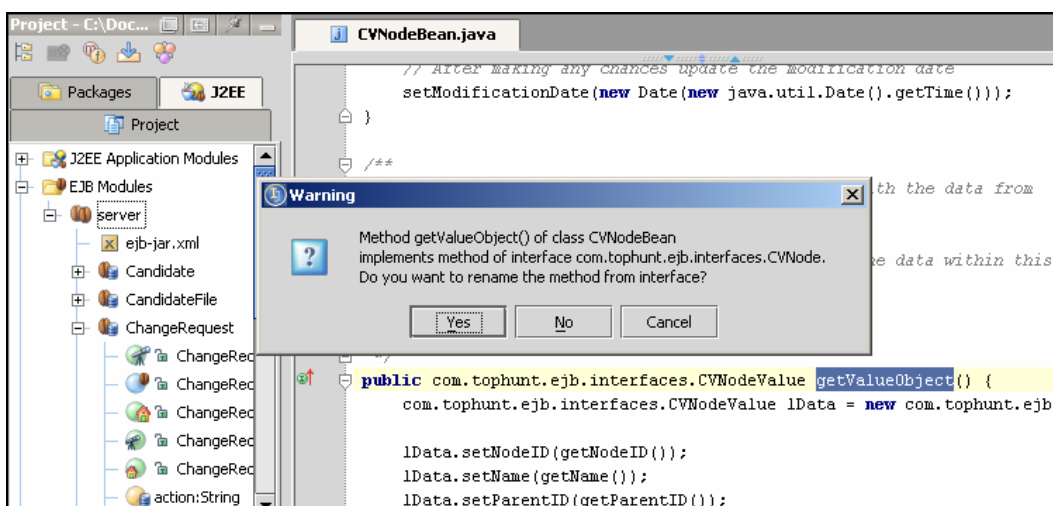 Project - C:\Doc...
CVNodeBean.java
Packages
J2EE
Project
// After making any chances update the modification date
setModificationDate(new Date(new java.util.Date().getTime()));
}
/**
J2EE Application Modules
EJB Modules
server
ejb-jar.xml
Candidate
CandidateFile
ChangeRequest
ChangeRec
ChangeRec
ChangeRec
ChangeRec
ChangeRec
action:String
Warning
th the data from
Method getValueObject() of class CVNodeBean
implements method of interface com.tophunt.ejb.interfaces.CVNode.
Do you want to rename the method from interface?
e data within this
Yes
No
Cancel
*/
public com.tophunt.ejb.interfaces.CVNodeValue getValueObject() {
com.tophunt.ejb.interfaces.CVNodeValue lData = new com.tophunt.ejb
lData.setNodeID(getNodeID());
lData.setName(getName());
lData.setParentID(getParentID());